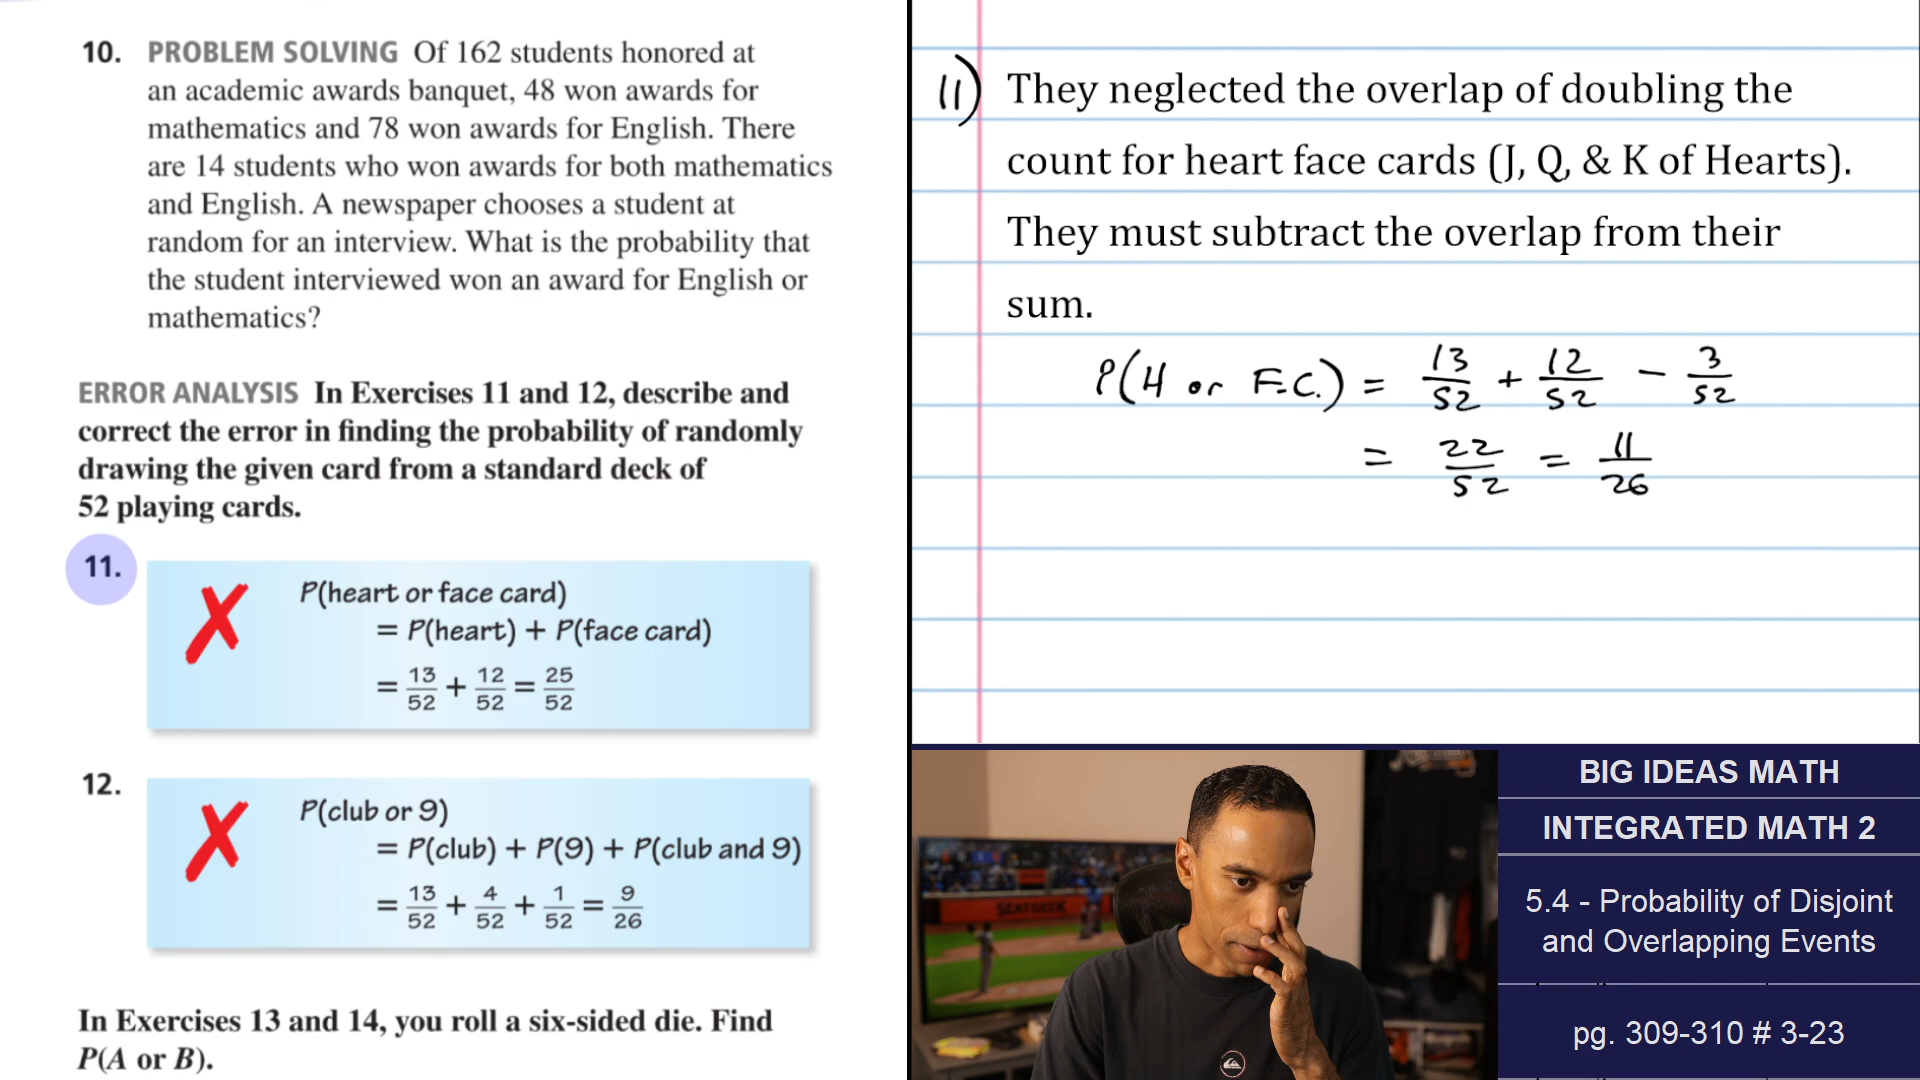 10. PROBLEM SOLVING Of 162 students honored at
an academic awards banquet, 48 won awards for
mathematics and 78 won awards for English. There
are 14 students who won awards for both mathematics
and English. A newspaper chooses a student at
random for an interview. What is the probability that
the student interviewed won an award for English or
mathematics?
ERROR ANALYSIS In Exercises 11 and 12, describe and
correct the error in finding the probability of randomly
drawing the given card from a standard deck of
52 playing cards.
11.
P(heart or face card)
= P(heart) + P(face card)
= 13/52 + 12/52 = 25/52
12.
P(club or 9)
= P(club) + P(9) + P(club and 9)
= 13/52 + 4/52 + 1/52 = 9/26
In Exercises 13 and 14, you roll a six-sided die. Find
P(A or B).
11) They neglected the overlap of doubling the
count for heart face cards (J, Q, & K of Hearts).
They must subtract the overlap from their
sum.
P(H or F.C.) = 13/52 + 12/52 - 3/52
= 22/52 = 11/26
SEATGEEK
BIG IDEAS MATH
INTEGRATED MATH 2
5.4 - Probability of Disjoint
and Overlapping Events
pg. 309-310 # 3-23